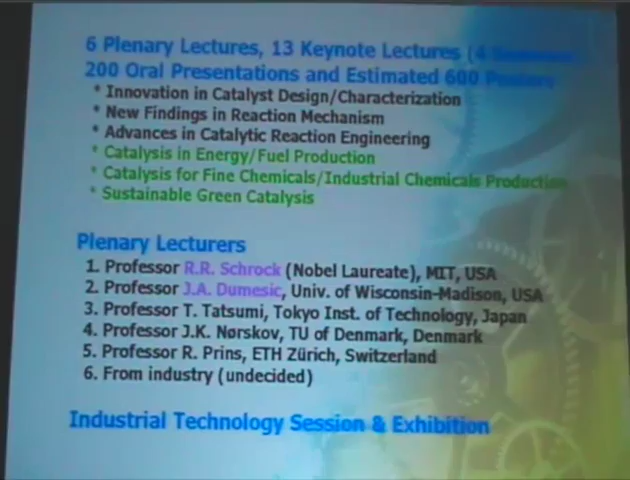 6 Plenary Lectures, 13 Keynote Lectures (4
200 Oral Presentations and Estimated 600 Posters
* Innovation in Catalyst Design/Characterization
* New Findings in Reaction Mechanism
* Advances in Catalytic Reaction Engineering
* Catalysis in Energy/Fuel Production
* Catalysis for Fine Chemicals/Industrial Chemicals Production
* Sustainable Green Catalysis
Plenary Lecturers
1. Professor R.R. Schrock (Nobel Laureate), MIT, USA
2. Professor J.A. Dumesic, Univ. of Wisconsin-Madison, USA
3. Professor T. Tatsumi, Tokyo Inst. of Technology, Japan
4. Professor J.K. Nørskov, TU of Denmark, Denmark
5. Professor R. Prins, ETH Zürich, Switzerland
6. From industry (undecided)
Industrial Technology Session & Exhibition